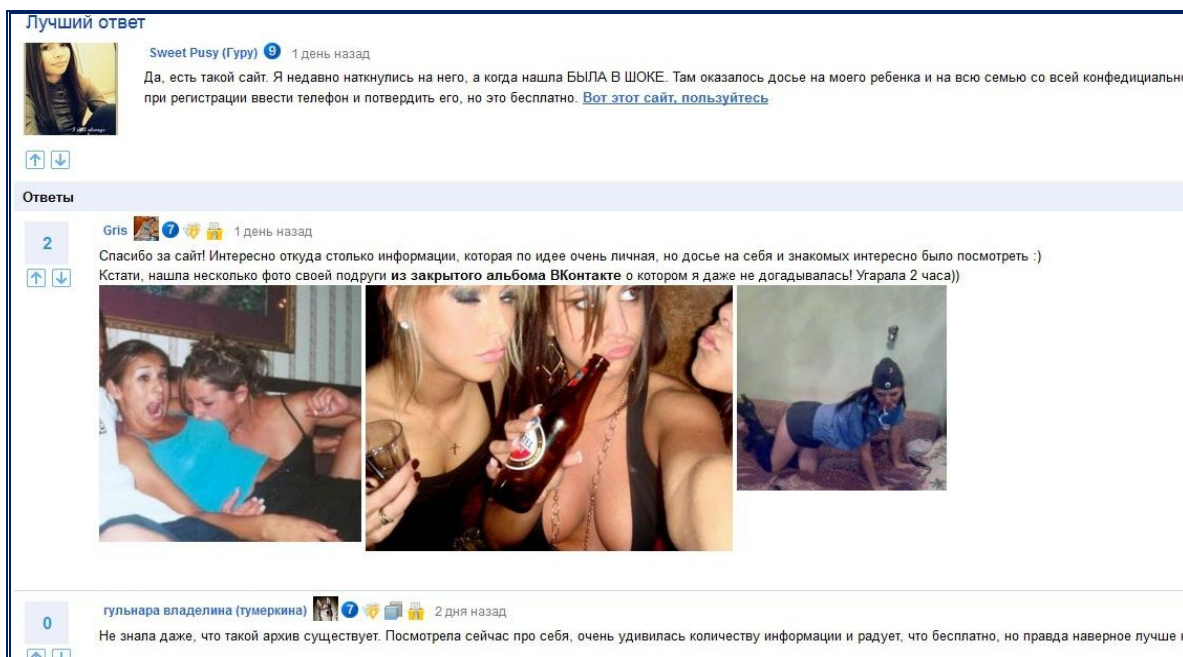 Лучший ответ
Sweet Pusy (Гуру) 9 1 день назад
Да, есть такой сайт. Я недавно наткнулись на него, а когда нашла БЫЛА В ШОКЕ. Там оказалось досье на моего ребенка и на всю семью со всей конфедициально
при регистрации ввести телефон и потвердить его, но это бесплатно. Вот этот сайт, пользуйтесь
Ответы
2
Gris 7 1 день назад
Спасибо за сайт! Интересно откуда столько информации, которая по идее очень личная, но досье на себя и знакомых интересно было посмотреть :)
Кстати, нашла несколько фото своей подруги из закрытого альбома ВКонтакте о котором я даже не догадывалась! Угарала 2 часа))
0
гульнара владелина (тумеркина) 7 2 дня назад
Не знала даже, что такой архив существует. Посмотрела сейчас про себя, очень удивилась количеству информации и радует, что бесплатно, но правда наверное лучше